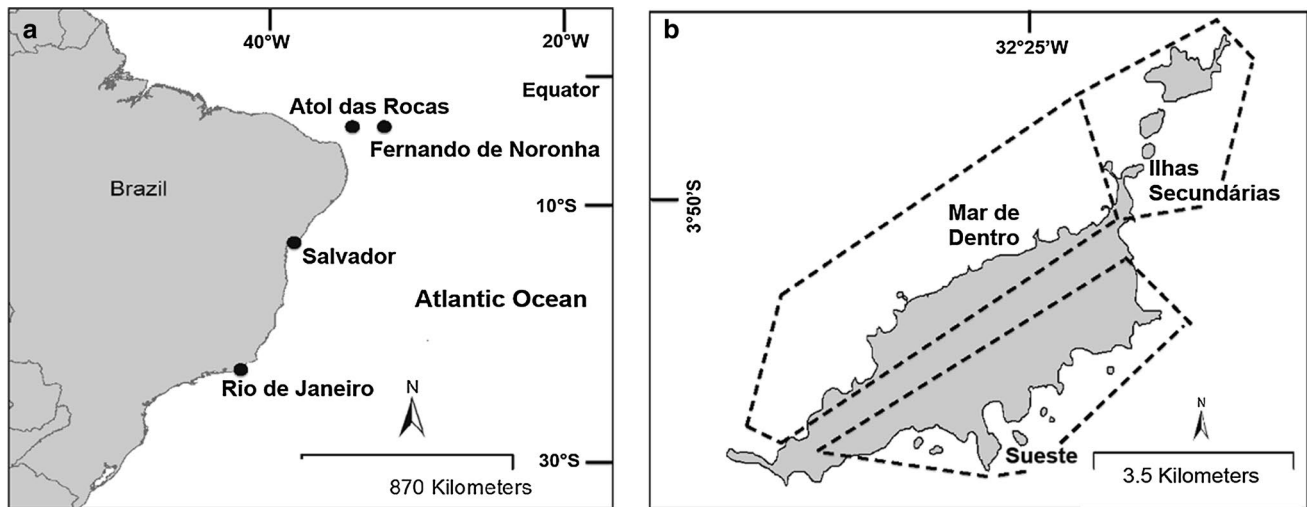 a
40°W
20°W
Equator
Atol das Rocas
Fernando de Noronha
Brazil
10°S
Salvador
Atlantic Ocean
Rio de Janeiro
N
30°S
870 Kilometers
b
32°25'W
3°50'S
Ilhas
Secundárias
Mar de
Dentro
N
Sueste
3.5 Kilometers